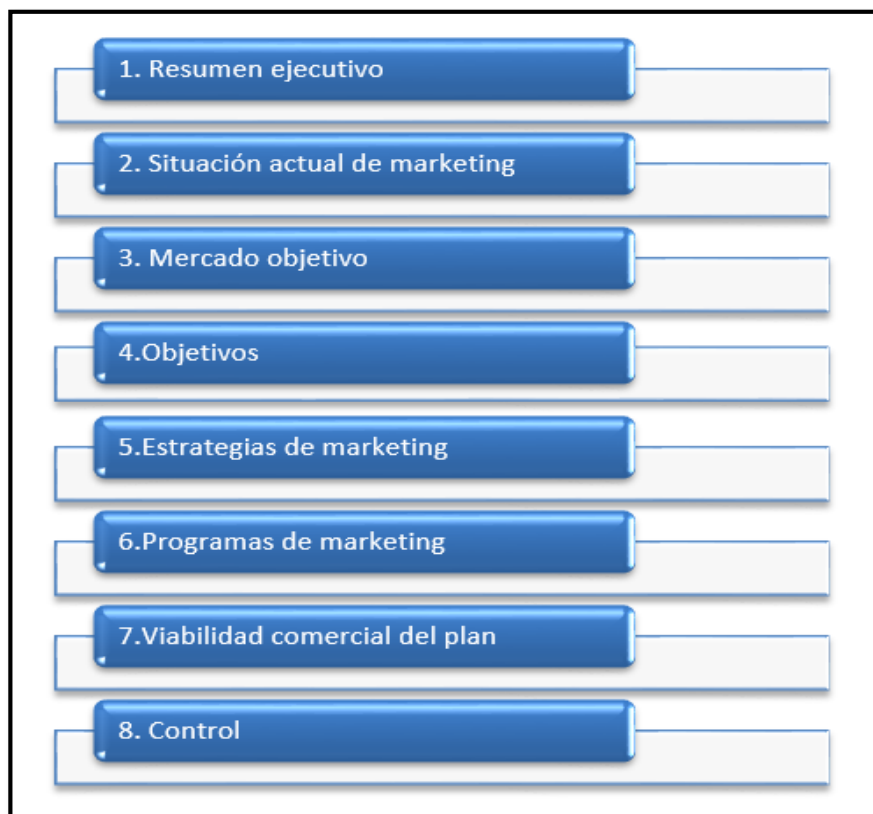 1. Resumen ejecutivo
2. Situación actual de marketing
3. Mercado objetivo
4.Objetivos
5.Estrategias de marketing
6.Programas de marketing
7.Viabilidad comercial del plan
8. Control